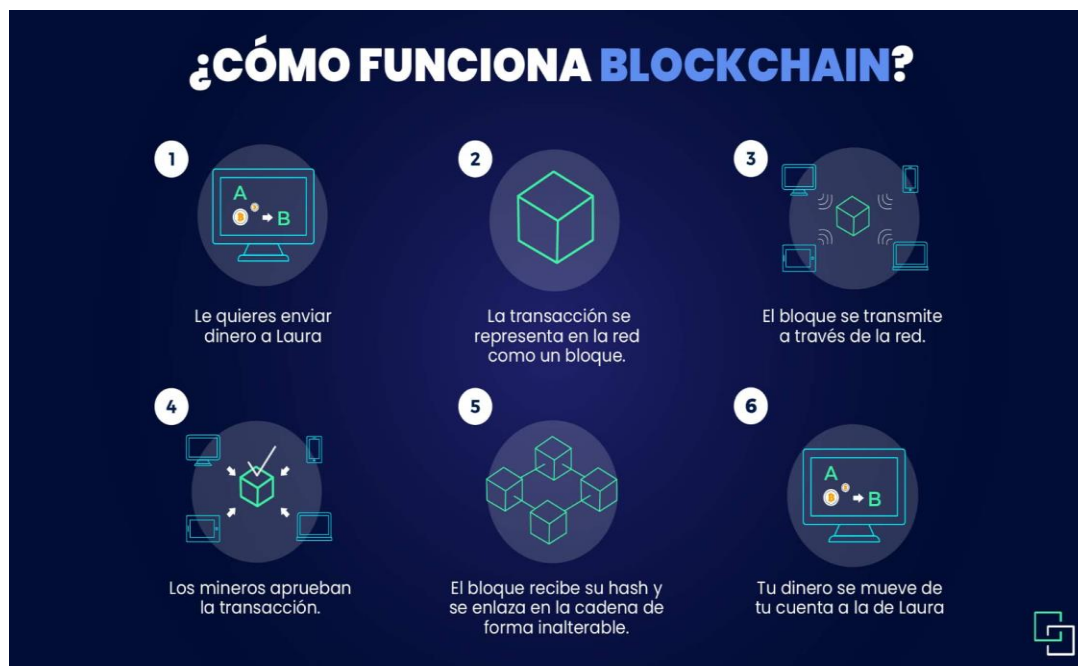 ¿CÓMO FUNCIONA BLOCKCHAIN?
1
A
B
Le quieres enviar
dinero a Laura
2
La transacción se
representa en la red
como un bloque.
3
El bloque se transmite
a través de la red.
4
Los mineros aprueban
la transacción.
5
El bloque recibe su hash y
se enlaza en la cadena de
forma inalterable.
6
A
B
Tu dinero se mueve de
tu cuenta a la de Laura